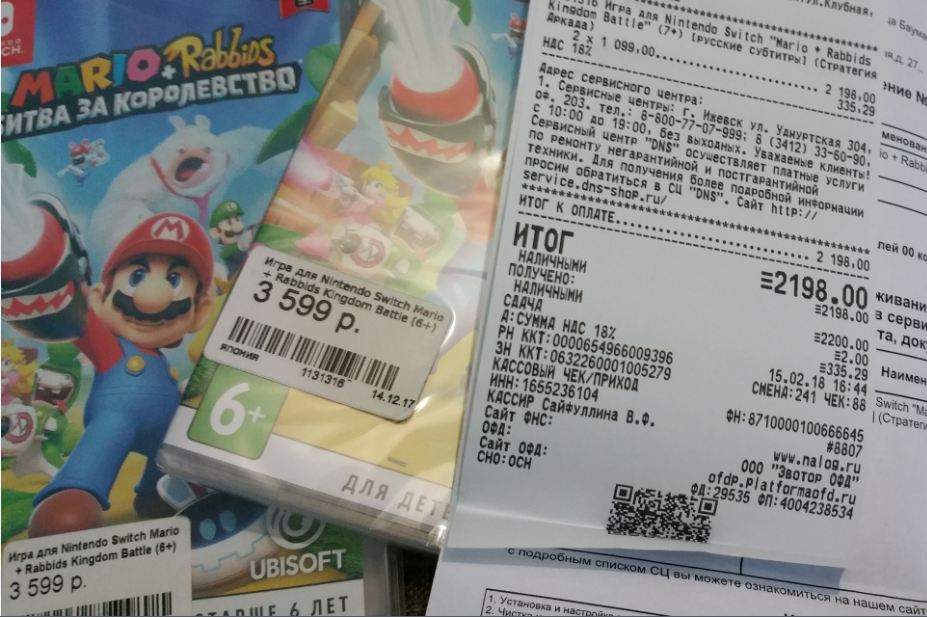 MARIO + Rabbids
БИТВА ЗА КОРОЛЕВСТВО
Игра для Nintendo Switch Mario
+ Rabbids Kingdom Battle (6+)
3 599 р.
ЯПОНИЯ
1131316
14.12.17
6+
ДЛЯ ДЕТЕ
UBISOFT
СТАРШЕ 6 ЛЕТ
Игра для Nintendo Switch Mario
+ Rabbids Kingdom Battle (6+)
3 599 р.
Игра для Nintendo Switch "Mario + Rabbids
Kingdom Battle" (7+) [русские субтитры] (Стратегия
Аркада)
2 x 1 099,00 2 198,00
НДС 18% 335,29
Адрес сервисного центра:
1. Сервисные центры: г. Ижевск ул. Удмуртская 304,
оф. 203. тел.: 8-800-77-07-999; 8 (3412) 33-60-90,
с 10:00 до 19:00, без выходных. Уважаемые клиенты!
Сервисный центр "DNS" осуществляет платные услуги
по ремонту негарантийной и постгарантийной
техники. Для получения более подробной информации
просим обратиться в СЦ "DNS". Сайт http://
service.dns-shop.ru/
ИТОГ К ОПЛАТЕ 2 198,00
ИТОГ ≡2198.00
НАЛИЧНЫМИ ≡2198.00
ПОЛУЧЕНО:
НАЛИЧНЫМИ ≡2200.00
СДАЧА ≡2.00
А:СУММА НДС 18% ≡335.29
РН ККТ:0000654966009396 15.02.18 16:44
ЗН ККТ:0632260001005279 СМЕНА:241 ЧЕК:88
КАССОВЫЙ ЧЕК/ПРИХОД
ИНН:1655236104 ФН:8710000100666645
КАССИР Сайфуллина В.Ф. #8807
Сайт ФНС: www.nalog.ru
ОФД: ООО "Эвотор ОФД"
Сайт ОФД: ofdp.platformaofd.ru
СНО:ОСН ФД:29535 ФП:4004238534
с подробным списком СЦ вы можете ознакомиться на нашем сайт
1. Установка и настройк
2. Чистка